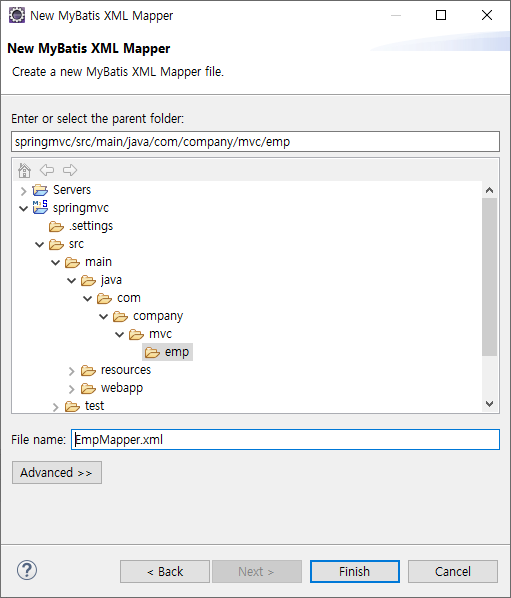 New MyBatis XML Mapper
New MyBatis XML Mapper
Create a new MyBatis XML Mapper file.
Enter or select the parent folder:
springmvc/src/main/java/com/company/mvc/emp
Servers
springmvc
.settings
src
main
java
com
company
mvc
emp
resources
webapp
test
File name: EmpMapper.xml
Advanced >>
? < Back Next > Finish Cancel